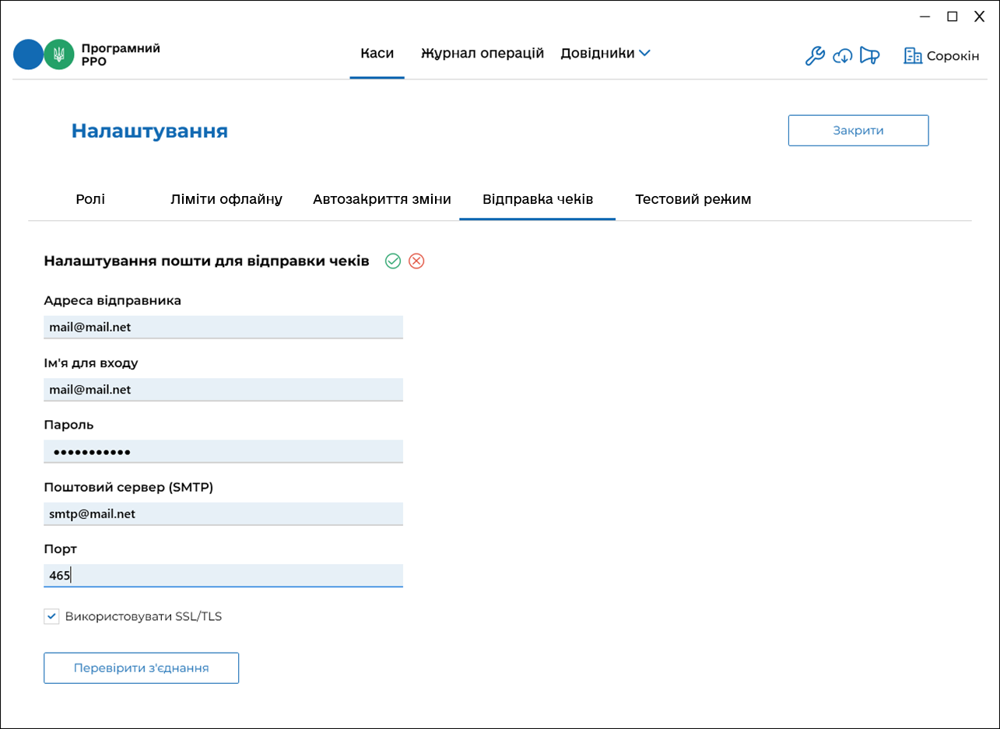 Програмний
РРО
Каси Журнал операцій Довідники
Сорокін
Налаштування
Закрити
Ролі Ліміти офлайну Автозакриття зміни Відправка чеків Тестовий режим
Налаштування пошти для відправки чеків
Адреса відправника
mail@mail.net
Ім'я для входу
mail@mail.net
Пароль
•••••••••••
Поштовий сервер (SMTP)
smtp@mail.net
Порт
465
Використовувати SSL/TLS
Перевірити з'єднання